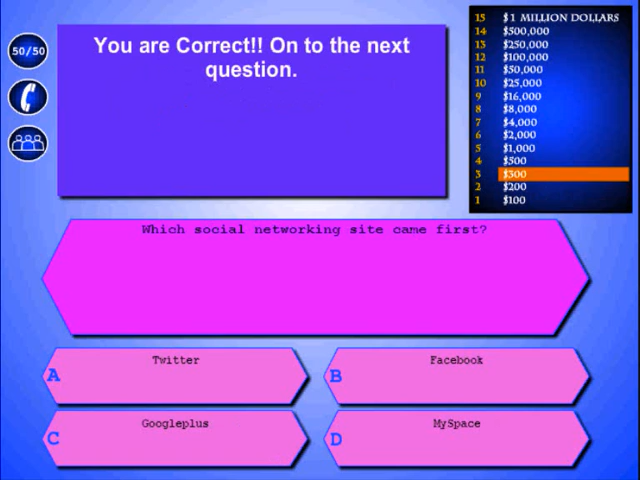 50/50
You are Correct!! On to the next
question.
15 $1 MILLION DOLLARS
14 $500,000
13 $250,000
12 $100,000
11 $50,000
10 $25,000
9 $16,000
8 $8,000
7 $4,000
6 $2,000
5 $1,000
4 $500
3 $300
2 $200
1 $100
Which social networking site came first?
A Twitter
B Facebook
C Googleplus
D MySpace